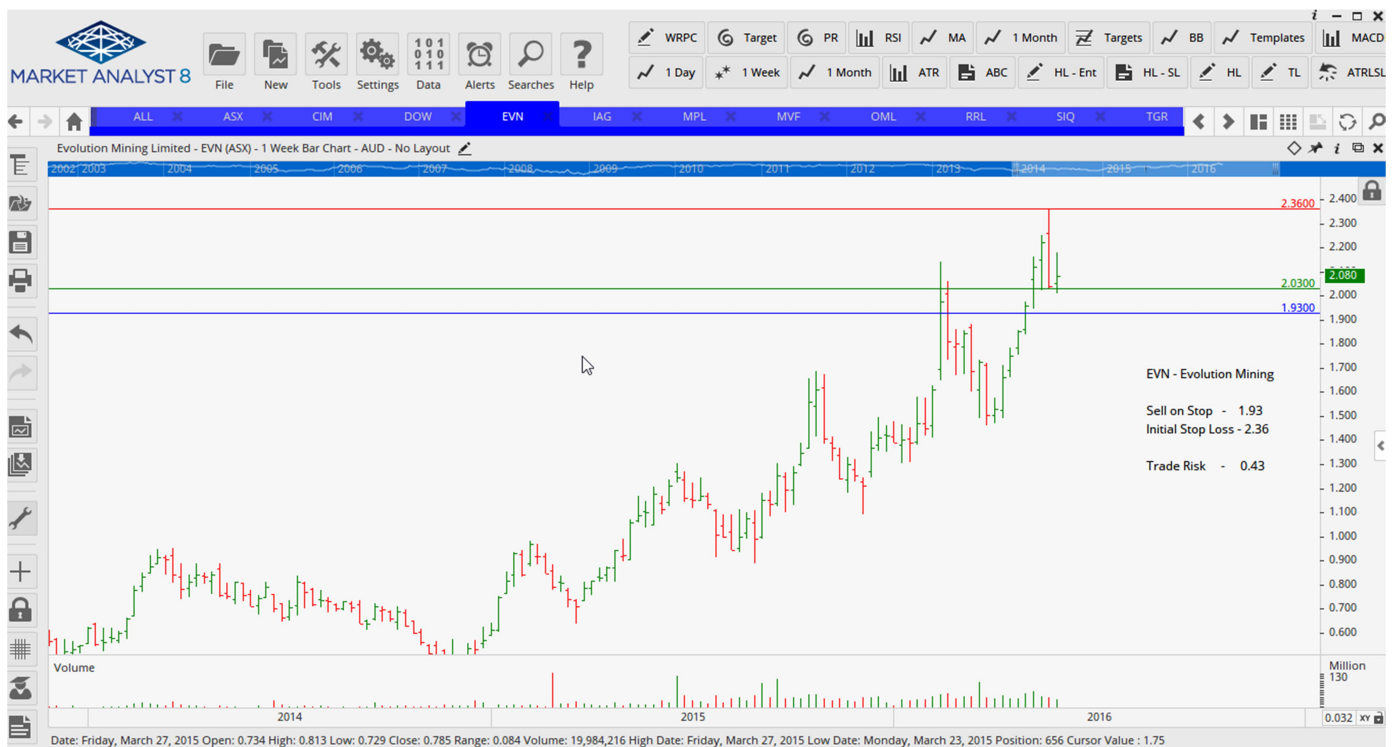 i
MARKET ANALYST 8
File New Tools Settings Data Alerts Searches Help
101
010
111
WRPC Target PR RSI MA 1 Month Targets BB Templates MACD
1 Day 1 Week 1 Month ATR ABC HL - Ent HL - SL HL TL ATRLSL
ALL ASX CIM DOW EVN IAG MPL MVF OML RRL SIQ TGR
Evolution Mining Limited - EVN (ASX) - 1 Week Bar Chart - AUD - No Layout
2002 2003 2004 2005 2006 2007 2008 2009 2010 2011 2012 2013 2014 2015 2016
2.400
2.3600
2.300
2.200
2.080
2.0300
2.000
1.9300
1.900
1.800
1.700
EVN - Evolution Mining
1.600
1.500
Sell on Stop - 1.93
Initial Stop Loss - 2.36
1.400
1.300
Trade Risk - 0.43
1.200
1.100
1.000
0.900
0.800
0.700
0.600
Volume
Million
130
2014 2015 2016
0.032 XY
Date: Friday, March 27, 2015 Open: 0.734 High: 0.813 Low: 0.729 Close: 0.785 Range: 0.084 Volume: 19,984,216 High Date: Friday, March 27, 2015 Low Date: Monday, March 23, 2015 Position: 656 Cursor Value : 1.75